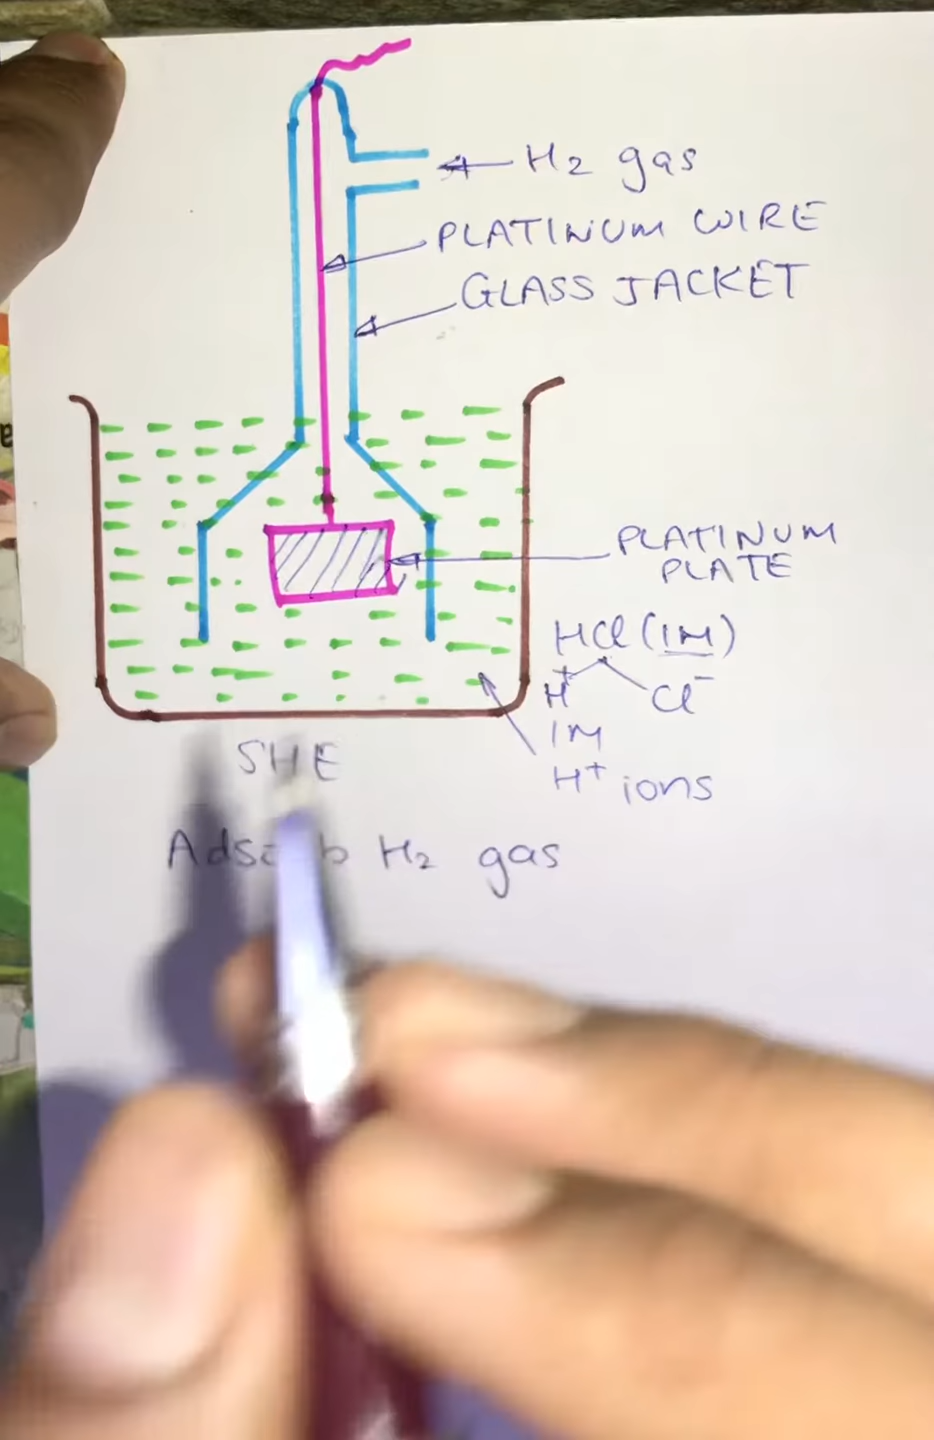 H₂ gas
PLATINUM WIRE
GLASS JACKET
PLATINUM
PLATE
HCl (1M)
H⁺ Cl⁻
1M
H⁺ ions
SHE
H₂ gas